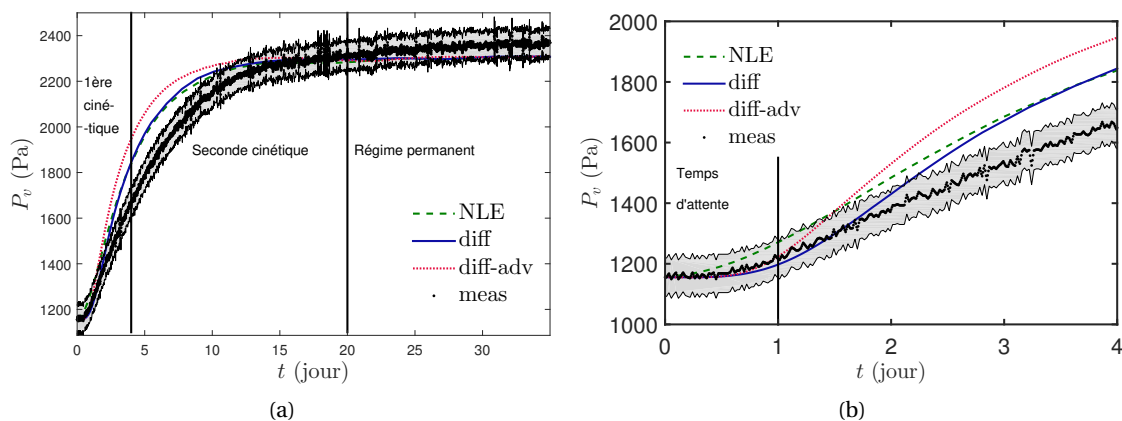 2400
2200
2000
1800
1600
1400
1200
P_v (Pa)
1ère
ciné-
-tique
Seconde cinétique
Régime permanent
NLE
diff
diff-adv
meas
0 5 10 15 20 25 30
t (jour)
(a)
2000
1800
1600
1400
1200
1000
P_v (Pa)
NLE
diff
diff-adv
meas
Temps
d'attente
0 1 2 3 4
t (jour)
(b)